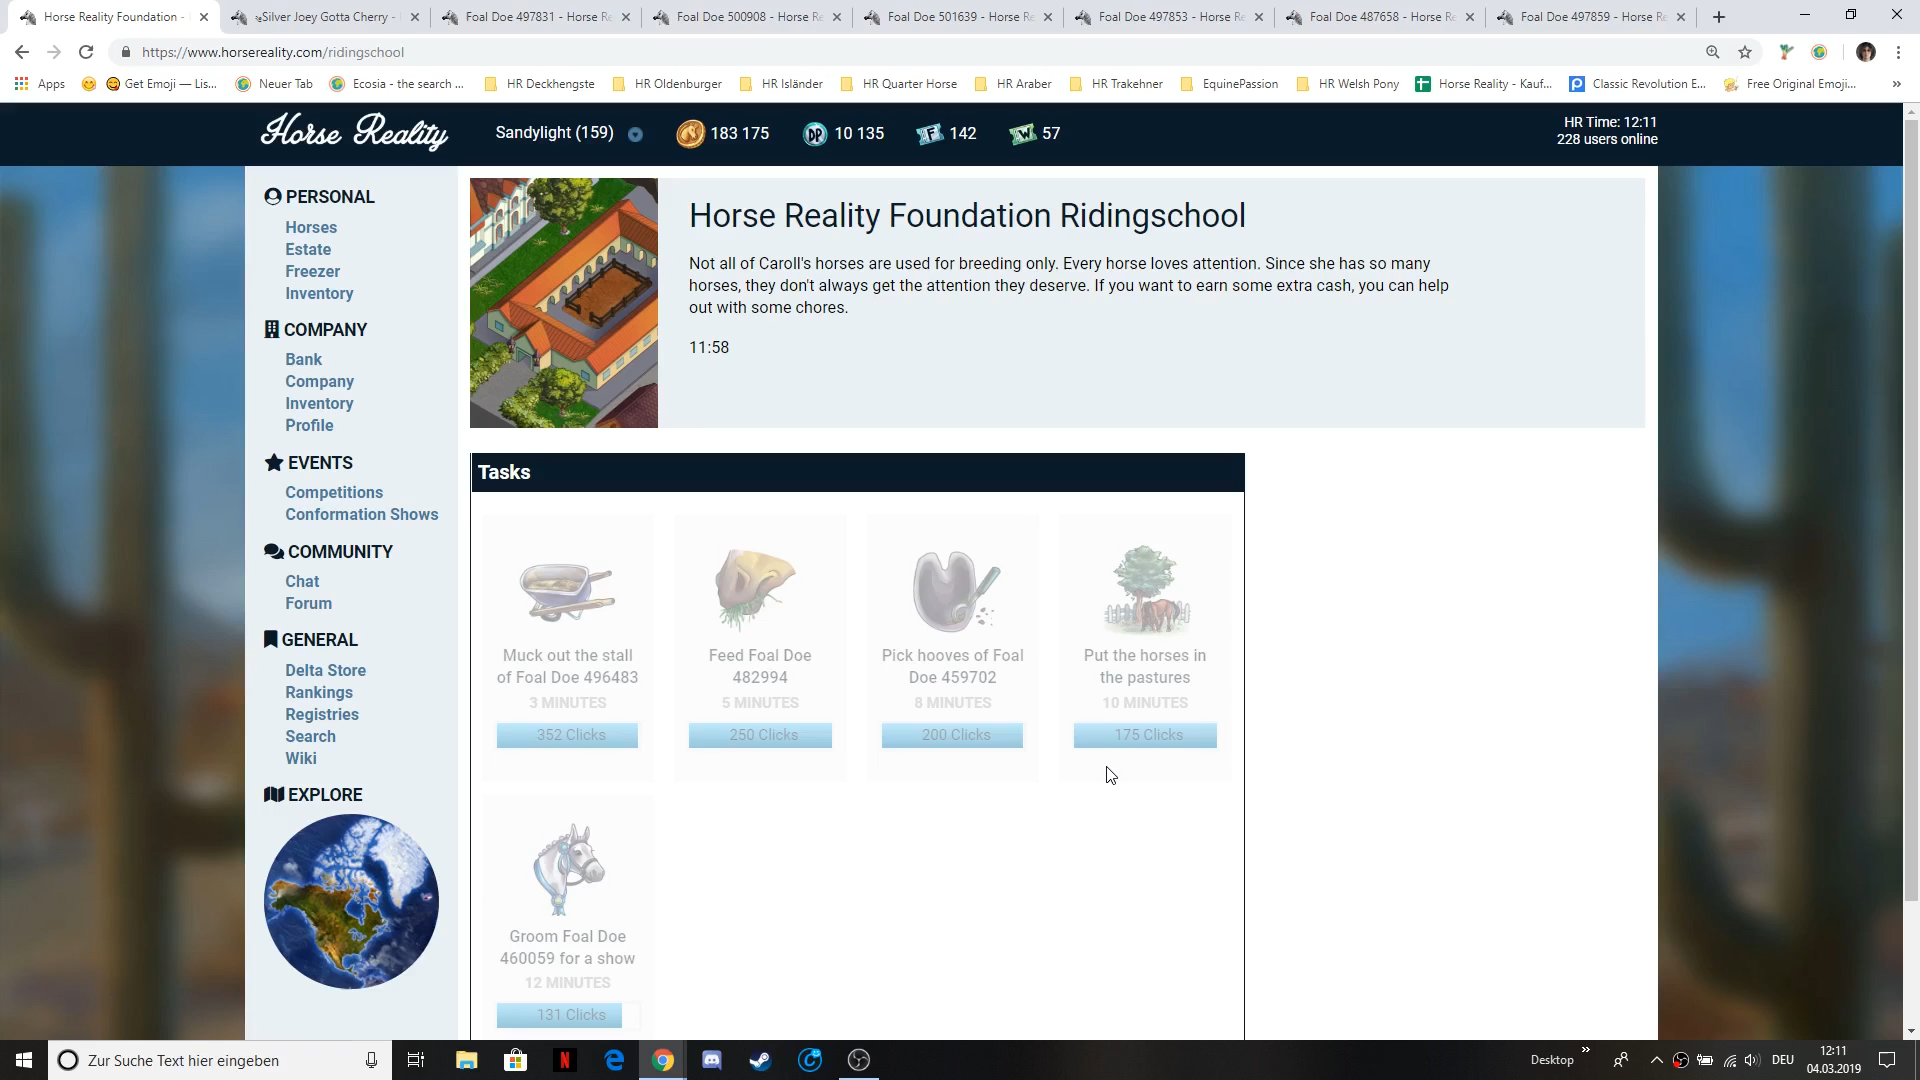 Horse Reality Foundation -
Silver Joey Gotta Cherry -
Foal Doe 497831 - Horse Re
Foal Doe 500908 - Horse Re
Foal Doe 501639 - Horse Re
Foal Doe 497853 - Horse Re
Foal Doe 487658 - Horse Re
Foal Doe 497859 - Horse Re
https://www.horsereality.com/ridingschool
Apps
Get Emoji — Lis...
Neuer Tab
Ecosia - the search ...
HR Deckhengste
HR Oldenburger
HR Isländer
HR Quarter Horse
HR Araber
HR Trakehner
EquinePassion
HR Welsh Pony
Horse Reality - Kauf...
Classic Revolution E...
Free Original Emoji...
»
Horse Reality
Sandylight (159)
183 175
DP 10 135
F 142
W 57
HR Time: 12:11
228 users online
PERSONAL
Horses
Estate
Freezer
Inventory
COMPANY
Bank
Company
Inventory
Profile
EVENTS
Competitions
Conformation Shows
COMMUNITY
Chat
Forum
GENERAL
Delta Store
Rankings
Registries
Search
Wiki
EXPLORE
Horse Reality Foundation Ridingschool
Not all of Caroll's horses are used for breeding only. Every horse loves attention. Since she has so many
horses, they don't always get the attention they deserve. If you want to earn some extra cash, you can help
out with some chores.
11:58
Tasks
Muck out the stall
of Foal Doe 496483
3 MINUTES
352 Clicks
Feed Foal Doe
482994
5 MINUTES
250 Clicks
Pick hooves of Foal
Doe 459702
8 MINUTES
200 Clicks
Put the horses in
the pastures
10 MINUTES
175 Clicks
Groom Foal Doe
460059 for a show
12 MINUTES
131 Clicks
Zur Suche Text hier eingeben
Desktop
»
DEU
12:11
04.03.2019